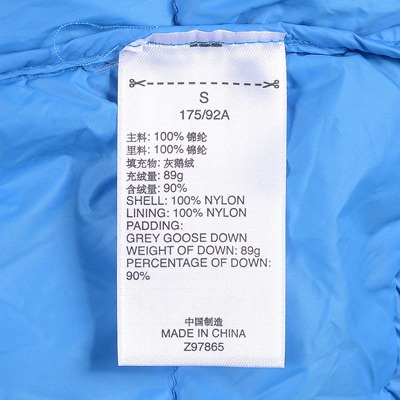 S
175/92A
主料: 100% 锦纶
里料: 100% 锦纶
填充物: 灰鹅绒
充绒量: 89g
含绒量: 90%
SHELL: 100% NYLON
LINING: 100% NYLON
PADDING:
GREY GOOSE DOWN
WEIGHT OF DOWN: 89g
PERCENTAGE OF DOWN:
90%
中国制造
MADE IN CHINA
Z97865